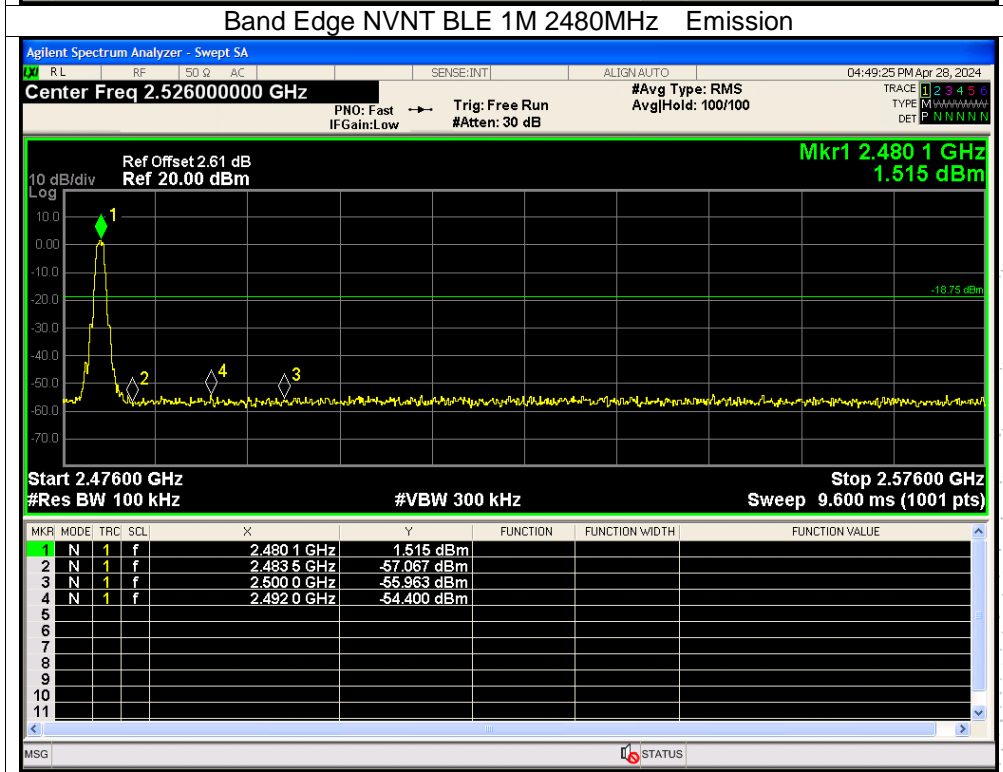 Band Edge NVNT BLE 1M 2480MHz Emission
Agilent Spectrum Analyzer - Swept SA
LXI RL RF 50 Ω AC SENSE:INT ALIGN AUTO 04:49:25 PM Apr 28, 2024
Center Freq 2.526000000 GHz #Avg Type: RMS TRACE 1 2 3 4 5 6
PNO: Fast Trig: Free Run Avg|Hold: 100/100 TYPE M WWWWW
IFGain:Low #Atten: 30 dB DET P N N N N N
Mkr1 2.480 1 GHz
1.515 dBm
Ref Offset 2.61 dB
10 dB/div Ref 20.00 dBm
Log
10.0
0.00
-10.0
-20.0
-30.0
-40.0
-50.0
-60.0
-70.0
1
-18.75 dBm
2
4
3
Start 2.47600 GHz Stop 2.57600 GHz
#Res BW 100 kHz #VBW 300 kHz Sweep 9.600 ms (1001 pts)
MKR MODE TRC SCL X Y FUNCTION FUNCTION WIDTH FUNCTION VALUE
1 N 1 f 2.480 1 GHz 1.515 dBm
2 N 1 f 2.483 5 GHz -57.067 dBm
3 N 1 f 2.500 0 GHz -55.963 dBm
4 N 1 f 2.492 0 GHz -54.400 dBm
5
6
7
8
9
10
11
MSG STATUS